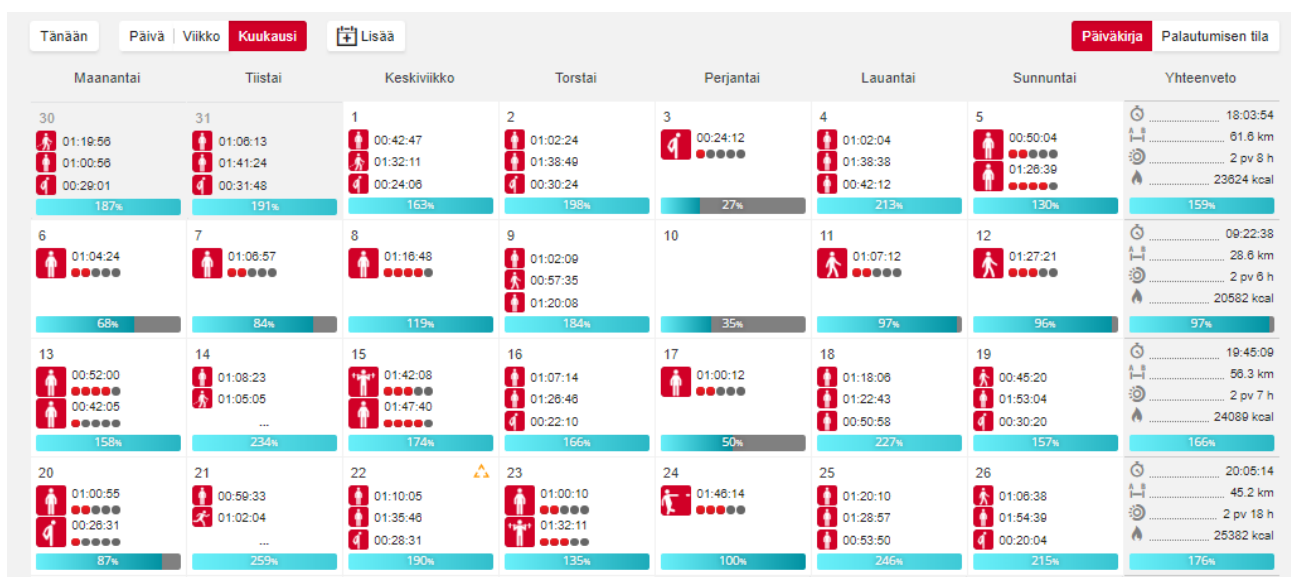 Tänään Päivä Viikko Kuukausi Lisää Päiväkirja Palautumisen tila
Maanantai Tiistai Keskiviikko Torstai Perjantai Lauantai Sunnuntai Yhteenveto
30 31 1 2 3 4 5 18:03:54
01:19:56 01:06:13 00:42:47 01:02:24 00:24:12 01:02:04 00:50:04 61.6 km
01:00:56 01:41:24 01:32:11 01:38:49 01:38:38 01:26:39 2 pv 8 h
00:29:01 00:31:48 00:24:06 00:30:24 00:42:12 23624 kcal
187% 191% 163% 198% 27% 213% 130% 159%
6 7 8 9 10 11 12 09:22:38
01:04:24 01:06:57 01:16:48 01:02:09 01:07:12 01:27:21 28.6 km
00:57:35 2 pv 6 h
01:20:08 20582 kcal
68% 84% 119% 184% 35% 97% 96% 97%
13 14 15 16 17 18 19 19:45:09
00:52:00 01:08:23 01:42:08 01:07:14 01:00:12 01:18:06 00:45:20 56.3 km
00:42:05 01:05:05 01:47:40 01:26:46 01:22:43 01:53:04 2 pv 7 h
... 00:22:10 00:50:58 00:30:20 24089 kcal
158% 234% 174% 166% 50% 227% 157% 166%
20 21 22 23 24 25 26 20:05:14
01:00:55 00:59:33 01:10:05 01:00:10 01:46:14 01:20:10 01:06:38 45.2 km
00:26:31 01:02:04 01:35:46 01:32:11 01:28:57 01:54:39 2 pv 18 h
... 00:28:31 00:53:50 00:20:04 25382 kcal
87% 259% 190% 135% 100% 246% 215% 176%